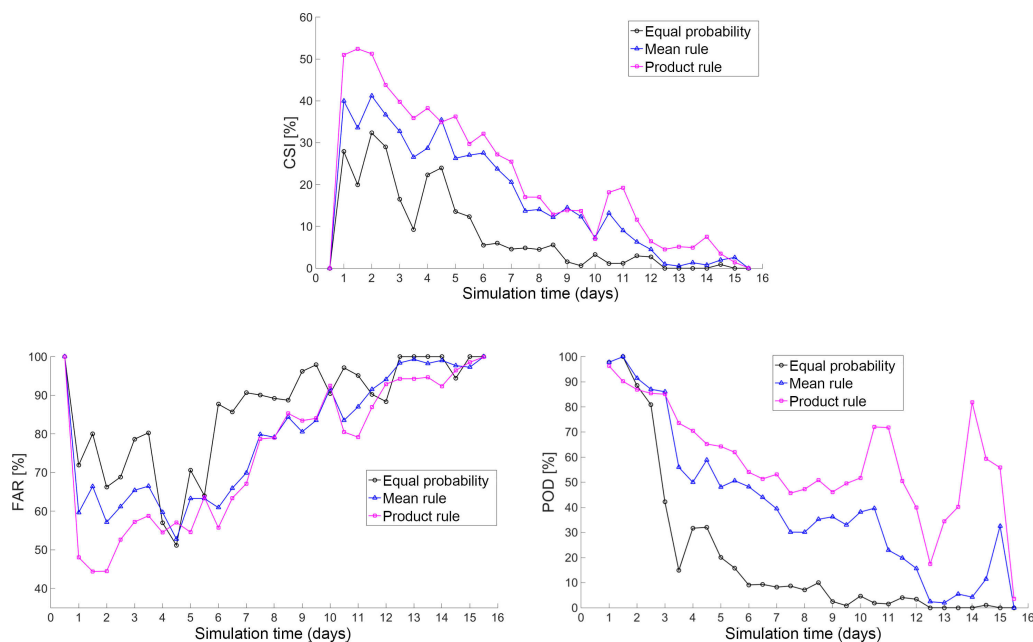 CSI [%]
60
50
40
30
20
10
0
Equal probability
Mean rule
Product rule
0 1 2 3 4 5 6 7 8 9 10 11 12 13 14 15 16
Simulation time (days)
FAR [%]
100
90
80
70
60
50
40
Equal probability
Mean rule
Product rule
0 1 2 3 4 5 6 7 8 9 10 11 12 13 14 15 16
Simulation time (days)
POD [%]
100
90
80
70
60
50
40
30
20
10
0
Equal probability
Mean rule
Product rule
0 1 2 3 4 5 6 7 8 9 10 11 12 13 14 15 16
Simulation time (days)